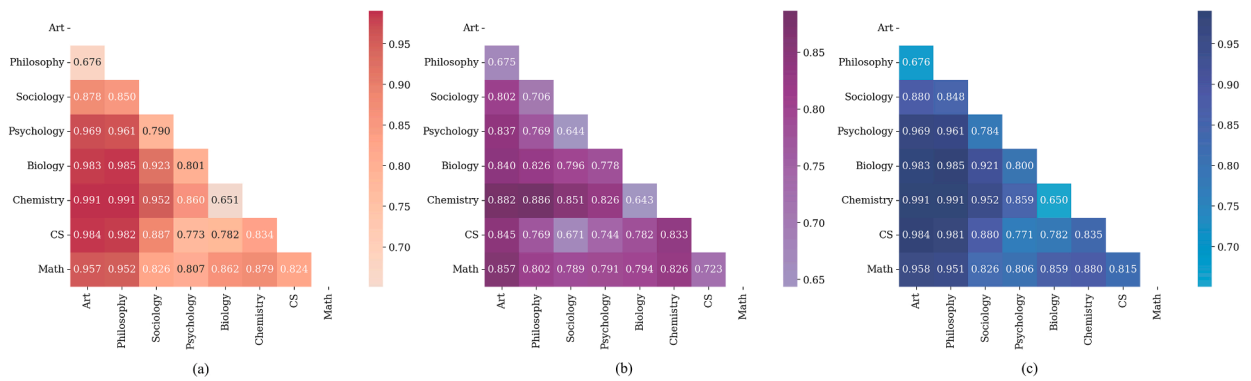 Art
Philosophy 0.676
Sociology 0.878 0.850
Psychology 0.969 0.961 0.790
Biology 0.983 0.985 0.923 0.801
Chemistry 0.991 0.991 0.952 0.860 0.651
CS 0.984 0.982 0.887 0.773 0.782 0.834
Math 0.957 0.952 0.826 0.807 0.862 0.879 0.824
Art Philosophy Sociology Psychology Biology Chemistry CS Math
0.95
0.90
0.85
0.80
0.75
0.70
(a)
Art
Philosophy 0.675
Sociology 0.802 0.706
Psychology 0.837 0.769 0.644
Biology 0.840 0.826 0.796 0.778
Chemistry 0.882 0.886 0.851 0.826 0.643
CS 0.845 0.769 0.671 0.744 0.782 0.833
Math 0.857 0.802 0.789 0.791 0.794 0.826 0.723
Art Philosophy Sociology Psychology Biology Chemistry CS Math
0.85
0.80
0.75
0.70
0.65
(b)
Art
Philosophy 0.676
Sociology 0.880 0.848
Psychology 0.969 0.961 0.784
Biology 0.983 0.985 0.921 0.800
Chemistry 0.991 0.991 0.952 0.859 0.650
CS 0.984 0.981 0.880 0.771 0.782 0.835
Math 0.958 0.951 0.826 0.806 0.859 0.880 0.815
Art Philosophy Sociology Psychology Biology Chemistry CS Math
0.95
0.90
0.85
0.80
0.75
0.70
(c)